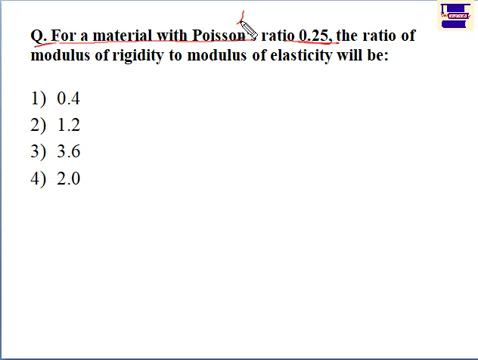 Q. For a material with Poisson's ratio 0.25, the ratio of
modulus of rigidity to modulus of elasticity will be:
1) 0.4
2) 1.2
3) 3.6
4) 2.0